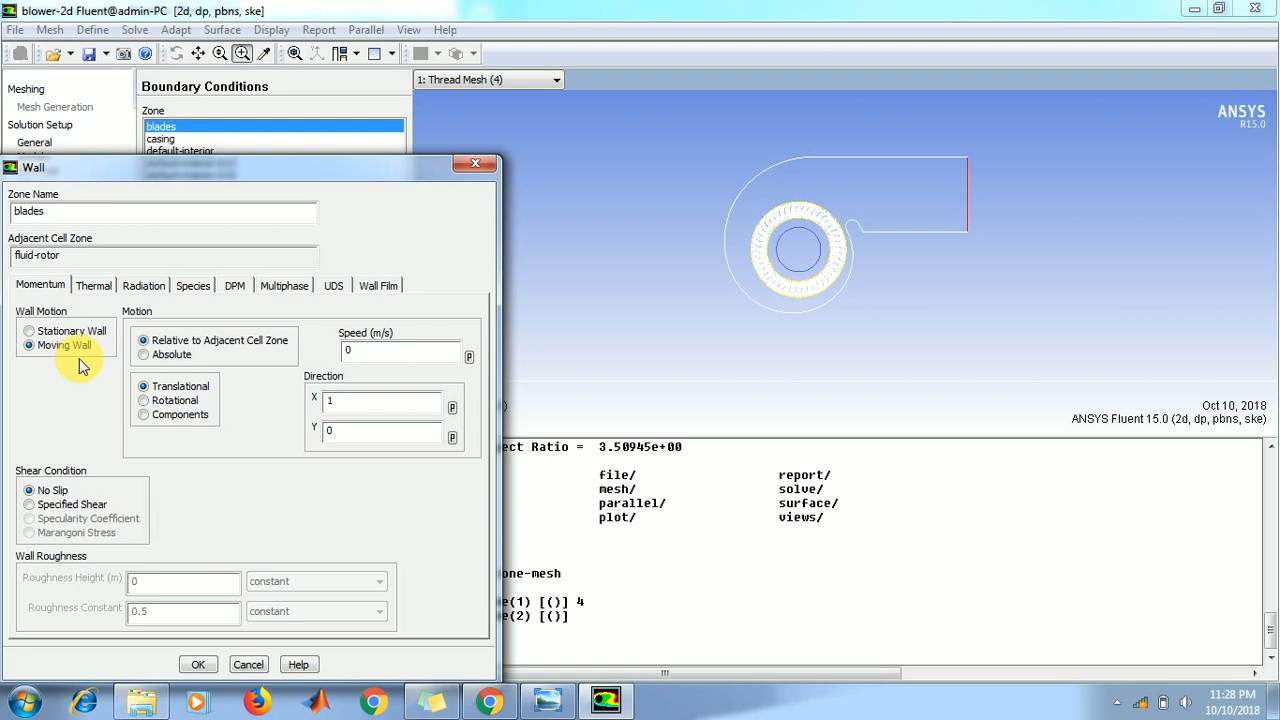 blower-2d Fluent@admin-PC [2d, dp, pbns, ske]
File Mesh Define Solve Adapt Surface Display Report Parallel View Help
Meshing
Mesh Generation
Solution Setup
General
Boundary Conditions
Zone
blades
casing
default-interior
1: Thread Mesh (4)
ANSYS
R15.0
Wall
Zone Name
blades
Adjacent Cell Zone
fluid-rotor
Momentum Thermal Radiation Species DPM Multiphase UDS Wall Film
Wall Motion
Stationary Wall
Moving Wall
Motion
Relative to Adjacent Cell Zone
Absolute
Translational
Rotational
Components
Speed (m/s)
0
P
Direction
X 1 P
Y 0 P
Shear Condition
No Slip
Specified Shear
Specularity Coefficient
Marangoni Stress
Wall Roughness
Roughness Height (m) 0 constant
Roughness Constant 0.5 constant
OK Cancel Help
)
Oct 10, 2018
ANSYS Fluent 15.0 (2d, dp, pbns, ske)
ect Ratio = 3.50945e+00
file/ report/
mesh/ solve/
parallel/ surface/
plot/ views/
one-mesh
e(1) [()] 4
e(2) [()]
11:28 PM
10/10/2018